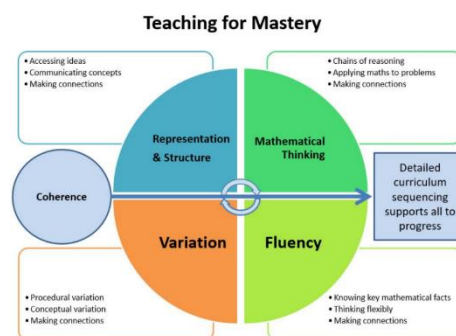 Teaching for Mastery
• Accessing ideas
• Communicating concepts
• Making connections
• Chains of reasoning
• Applying maths to problems
• Making connections
Representation
& Structure
Mathematical
Thinking
Coherence
Detailed
curriculum
sequencing
supports all to
progress
Variation
Fluency
• Procedural variation
• Conceptual variation
• Making connections
• Knowing key mathematical facts
• Thinking flexibly
• Making connections